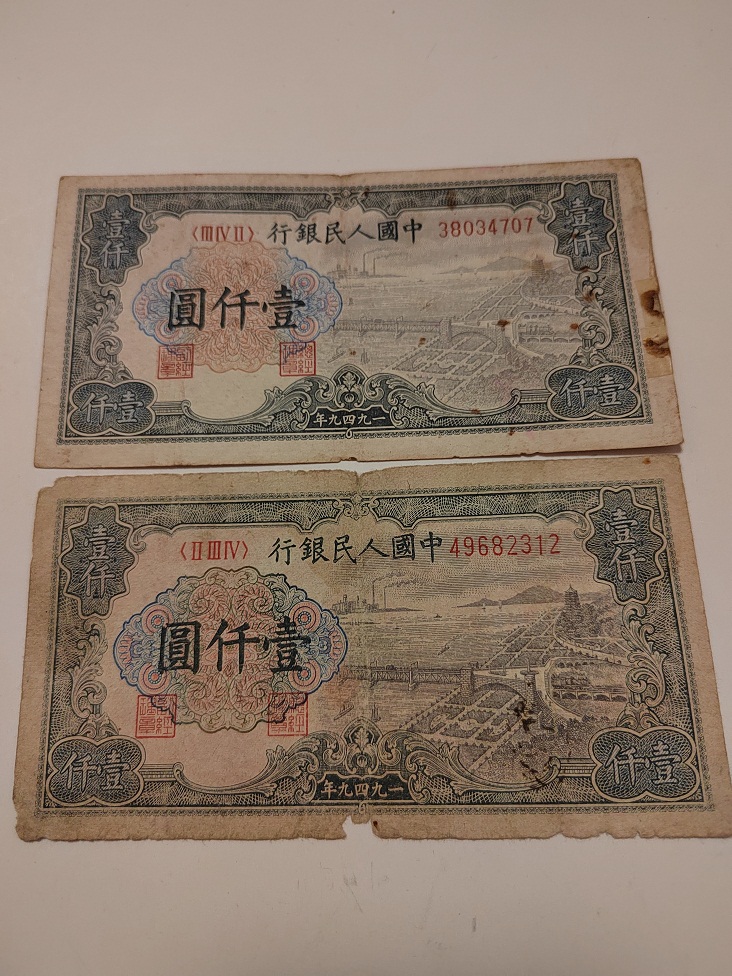 壹仟
〈Ⅲ Ⅳ Ⅱ〉 中國人民銀行 38034707
壹仟
壹仟圓
壹仟
一九四九年
壹仟
壹仟
〈Ⅱ Ⅲ Ⅳ〉 中國人民銀行 49682312
壹仟
壹仟圓
壹仟
一九四九年
壹仟